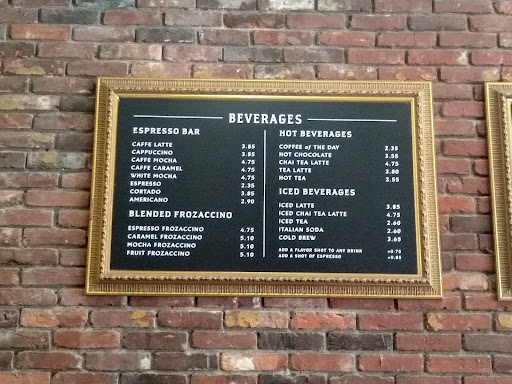 BEVERAGES
ESPRESSO BAR
CAFFE LATTE 3.85
CAPPUCCINO 3.85
CAFFE MOCHA 4.75
CAFFE CARAMEL 4.75
WHITE MOCHA 4.75
ESPRESSO 2.35
CORTADO 3.85
AMERICANO 2.90
BLENDED FROZACCINO
ESPRESSO FROZACCINO 4.75
CARAMEL FROZACCINO 5.10
MOCHA FROZACCINO 5.10
FRUIT FROZACCINO 5.10
HOT BEVERAGES
COFFEE of THE DAY 2.35
HOT CHOCOLATE 3.55
CHAI TEA LATTE 4.75
TEA LATTE 3.80
HOT TEA 2.55
ICED BEVERAGES
ICED LATTE 3.85
ICED CHAI TEA LATTE 4.75
ICED TEA 2.60
ITALIAN SODA 2.60
COLD BREW 3.65
ADD A FLAVOR SHOT TO ANY DRINK +0.75
ADD A SHOT OF ESPRESSO +0.85